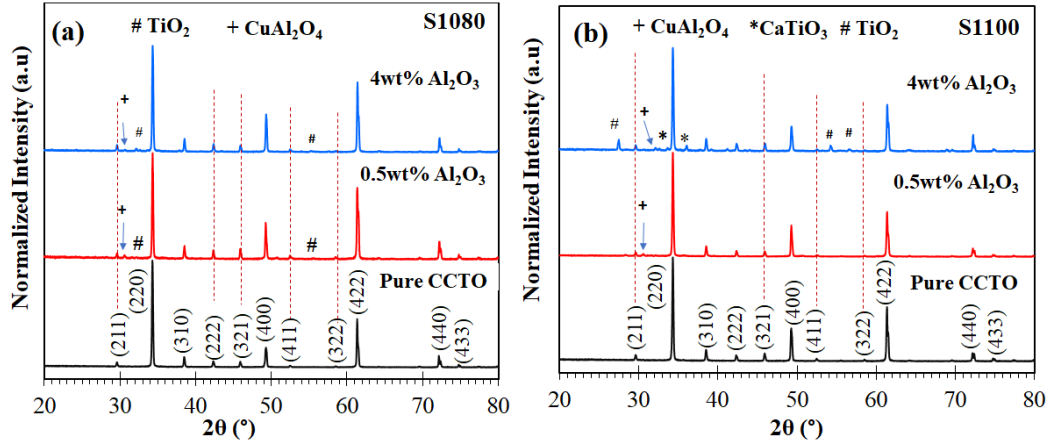 (a)
# TiO2
+ CuAl2O4
S1080
4wt% Al2O3
+
#
#
0.5wt% Al2O3
+
#
#
Pure CCTO
(211)
(220)
(310)
(222)
(321)
(400)
(411)
(322)
(422)
(440)
(433)
Normalized Intensity (a.u)
20 30 40 50 60 70 80
2θ (°)
(b)
+ CuAl2O4
*CaTiO3
# TiO2
S1100
4wt% Al2O3
#
+
*
*
#
#
0.5wt% Al2O3
+
Pure CCTO
(211)
(220)
(310)
(222)
(321)
(400)
(411)
(322)
(422)
(440)
(433)
Normalized Intensity (a.u)
20 30 40 50 60 70 80
2θ (°)